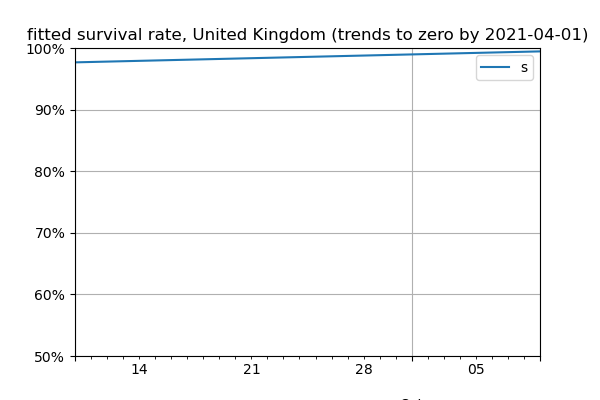 fitted survival rate, United Kingdom (trends to zero by 2021-04-01)
100%
s
90%
80%
70%
60%
50%
14 21 28 05